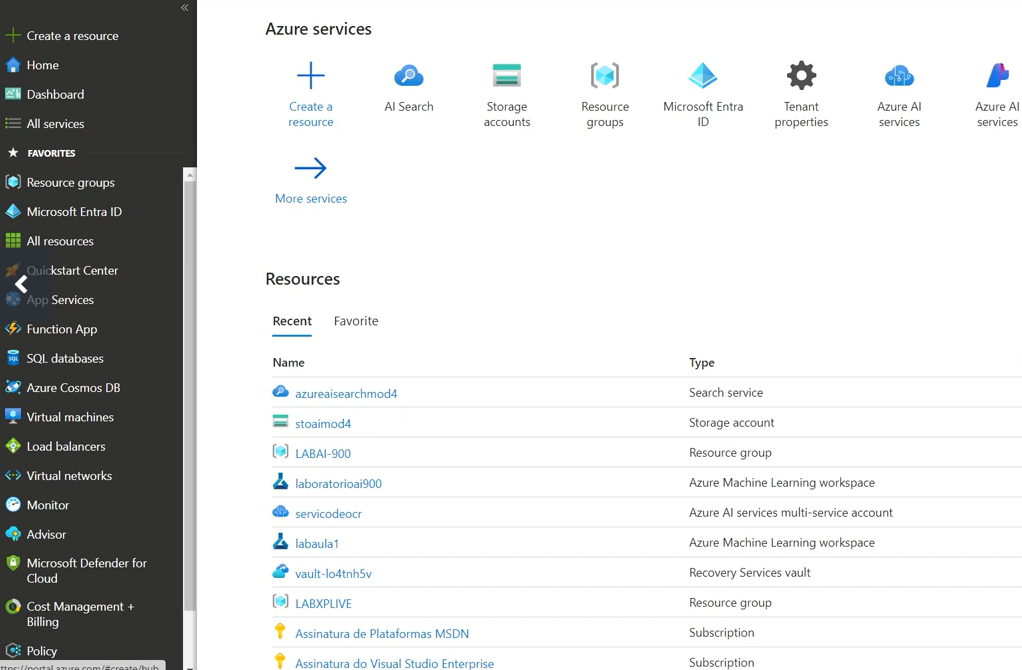 «
Create a resource
Home
Dashboard
All services
FAVORITES
Resource groups
Microsoft Entra ID
All resources
Quickstart Center
App Services
Function App
SQL databases
Azure Cosmos DB
Virtual machines
Load balancers
Virtual networks
Monitor
Advisor
Microsoft Defender for
Cloud
Cost Management +
Billing
Policy
ttps://portal.azure.com/#create/hub
Azure services
Create a
resource
AI Search
Storage
accounts
Resource
groups
Microsoft Entra
ID
Tenant
properties
Azure AI
services
Azure AI
services
More services
Resources
Recent Favorite
Name Type
azureaisearchmod4 Search service
stoaimod4 Storage account
LABAI-900 Resource group
laboratorioai900 Azure Machine Learning workspace
servicodeocr Azure AI services multi-service account
labaula1 Azure Machine Learning workspace
vault-lo4tnh5v Recovery Services vault
LABXPLIVE Resource group
Assinatura de Plataformas MSDN Subscription
Assinatura do Visual Studio Enterprise Subscription